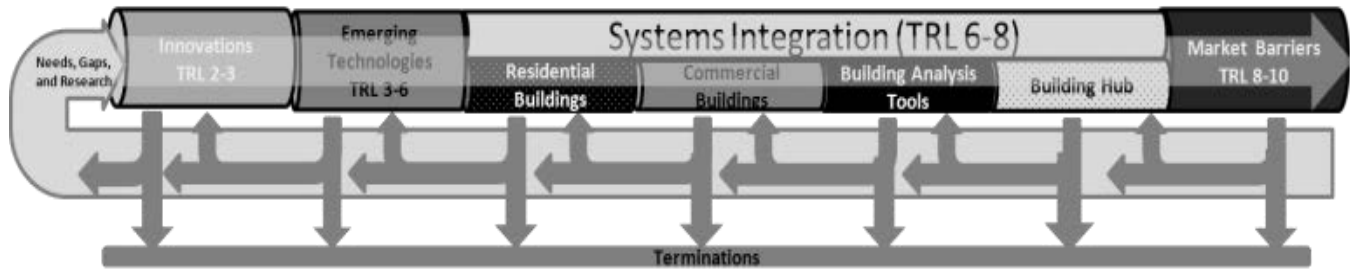 Needs, Gaps,
and Research
Innovations
TRL 2-3
Emerging
Technologies
TRL 3-6
Systems Integration (TRL 6-8)
Residential
Buildings
Commercial
Buildings
Building Analysis
Tools
Building Hub
Market Barriers
TRL 8-10
Terminations